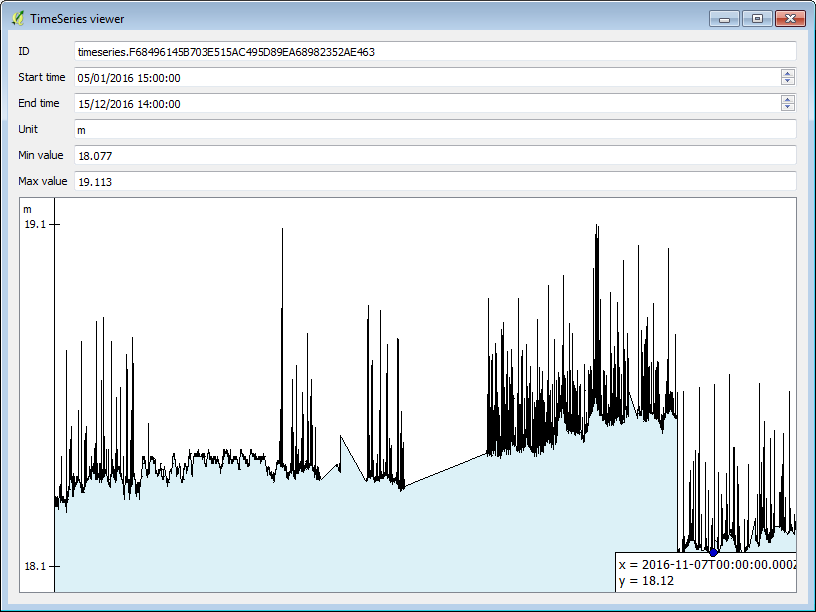 TimeSeries viewer
ID timeseries.F68496145B703E515AC495D89EA68982352AE463
Start time 05/01/2016 15:00:00
End time 15/12/2016 14:00:00
Unit m
Min value 18.077
Max value 19.113
m
19.1
18.1
x = 2016-11-07T00:00:00.000Z
y = 18.12